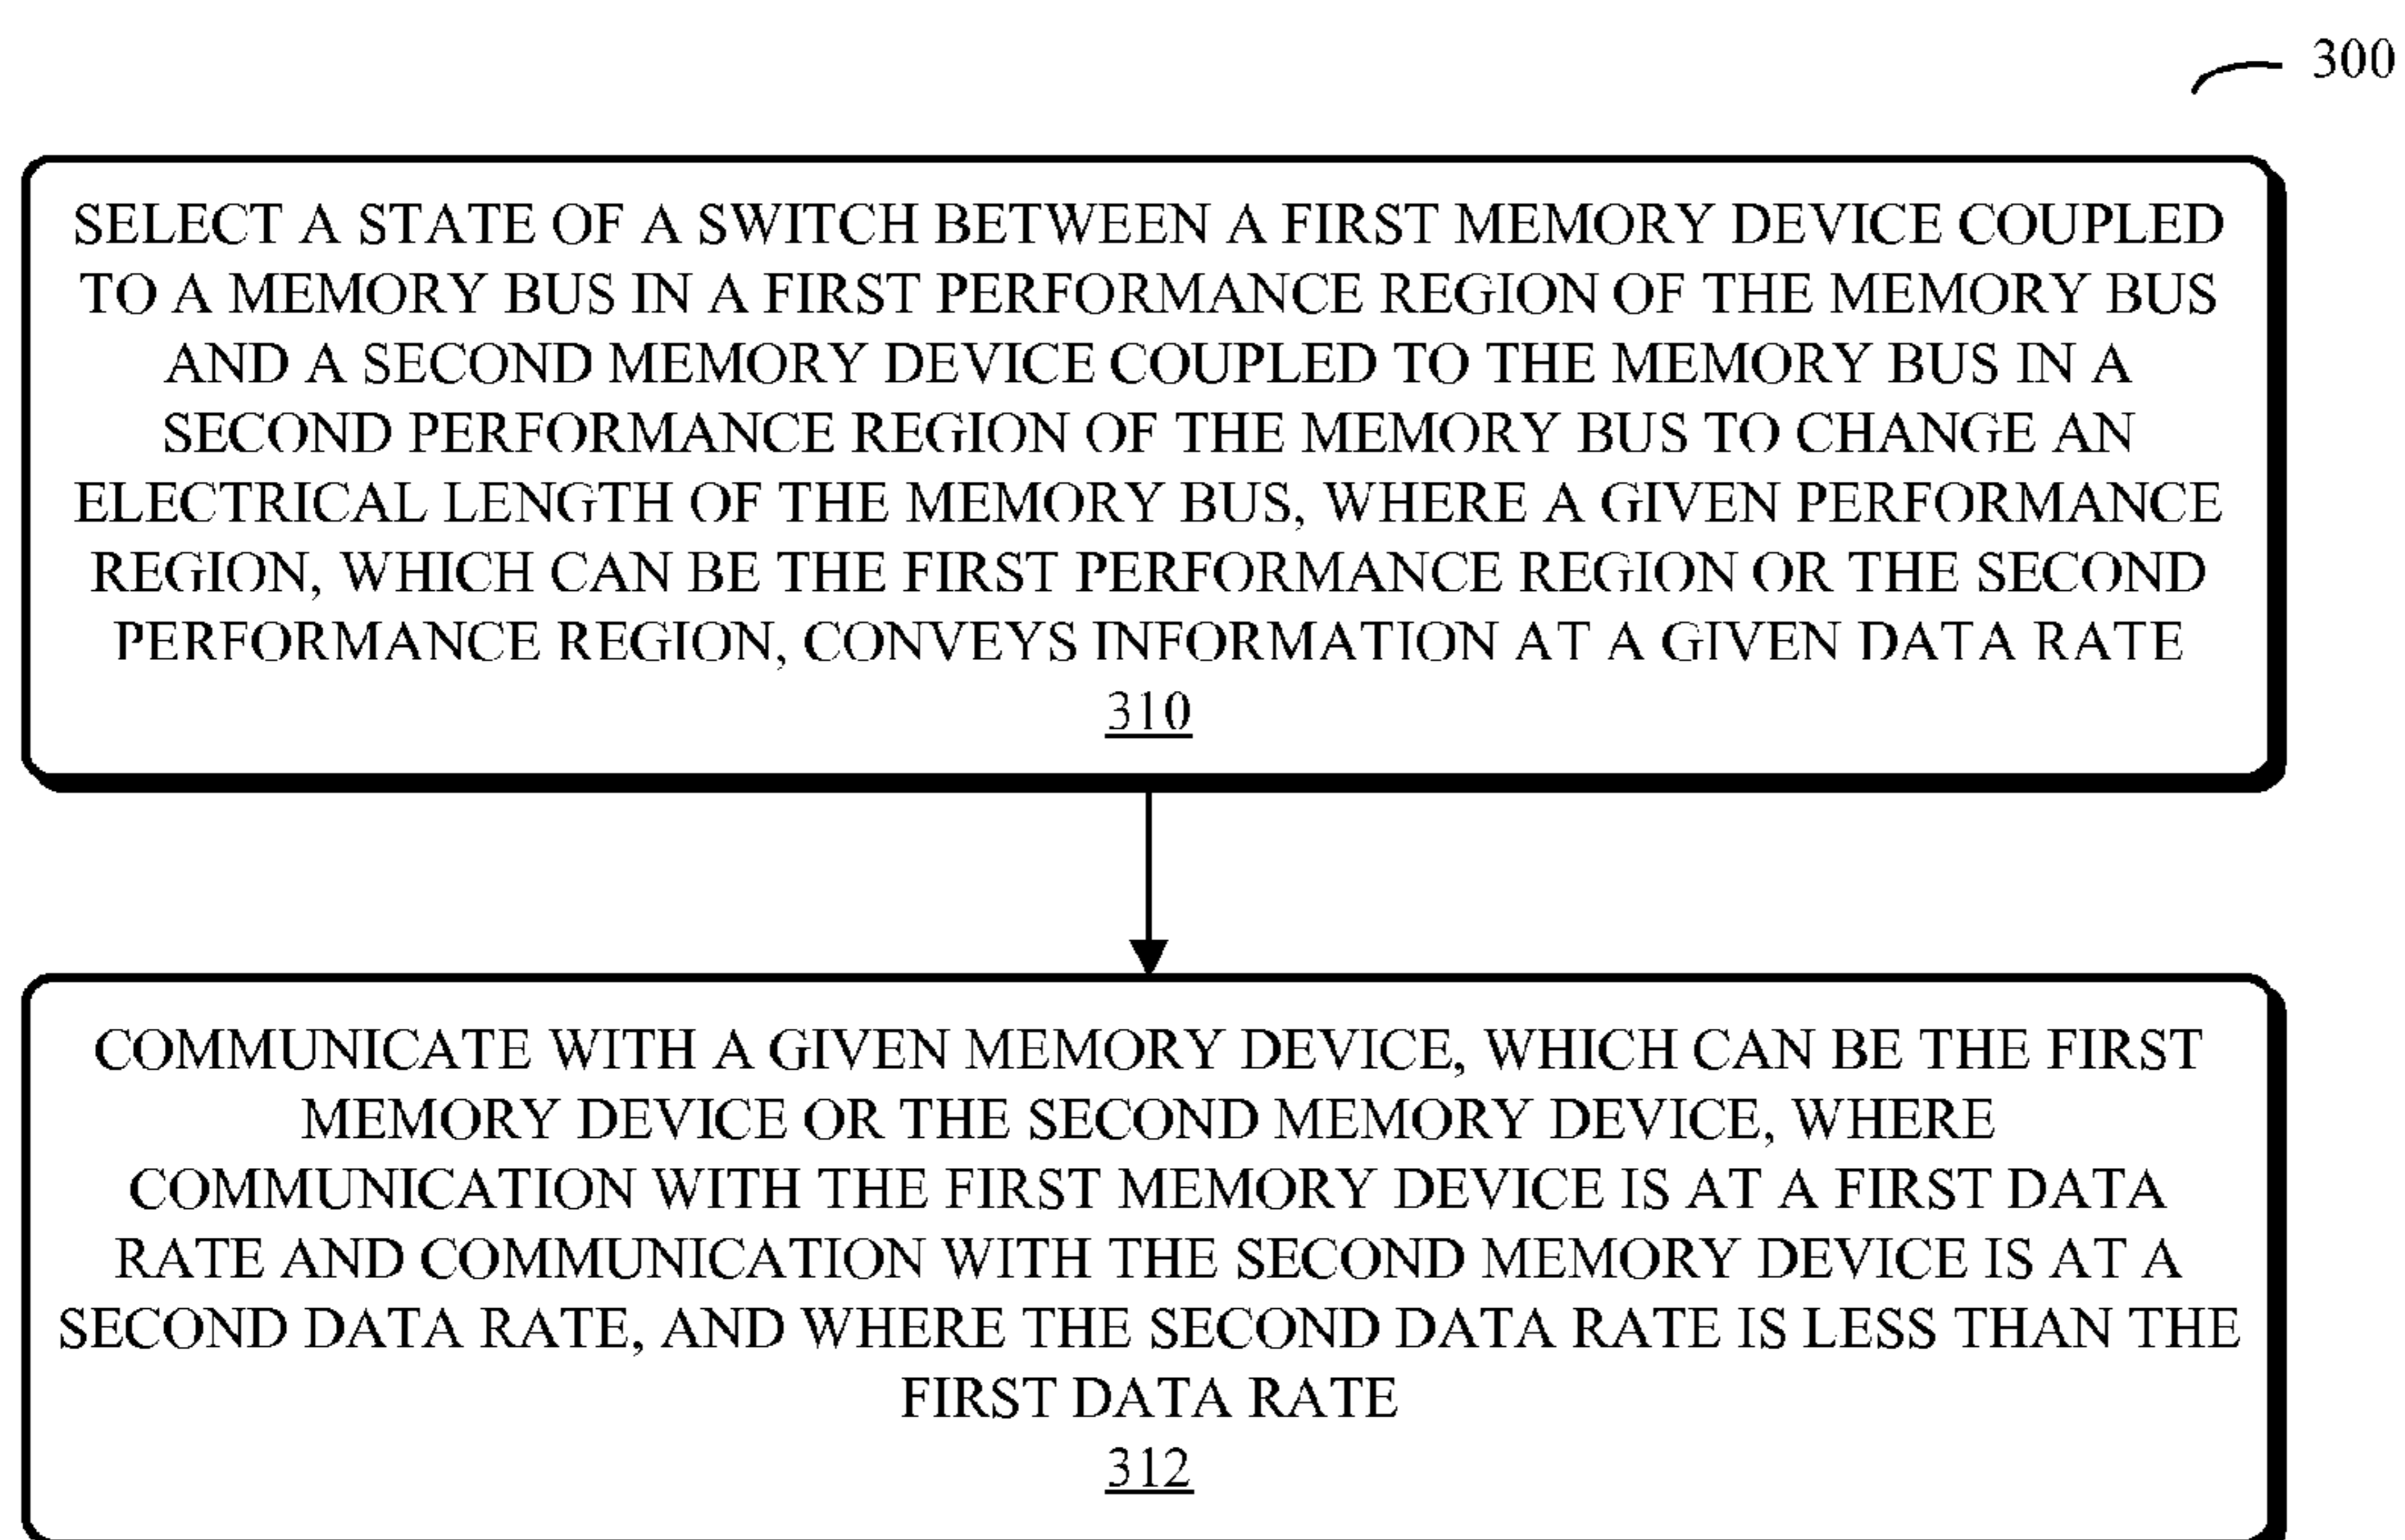 300
SELECT A STATE OF A SWITCH BETWEEN A FIRST MEMORY DEVICE COUPLED
TO A MEMORY BUS IN A FIRST PERFORMANCE REGION OF THE MEMORY BUS
AND A SECOND MEMORY DEVICE COUPLED TO THE MEMORY BUS IN A
SECOND PERFORMANCE REGION OF THE MEMORY BUS TO CHANGE AN
ELECTRICAL LENGTH OF THE MEMORY BUS, WHERE A GIVEN PERFORMANCE
REGION, WHICH CAN BE THE FIRST PERFORMANCE REGION OR THE SECOND
PERFORMANCE REGION, CONVEYS INFORMATION AT A GIVEN DATA RATE
310
COMMUNICATE WITH A GIVEN MEMORY DEVICE, WHICH CAN BE THE FIRST
MEMORY DEVICE OR THE SECOND MEMORY DEVICE, WHERE
COMMUNICATION WITH THE FIRST MEMORY DEVICE IS AT A FIRST DATA
RATE AND COMMUNICATION WITH THE SECOND MEMORY DEVICE IS AT A
SECOND DATA RATE, AND WHERE THE SECOND DATA RATE IS LESS THAN THE
FIRST DATA RATE
312